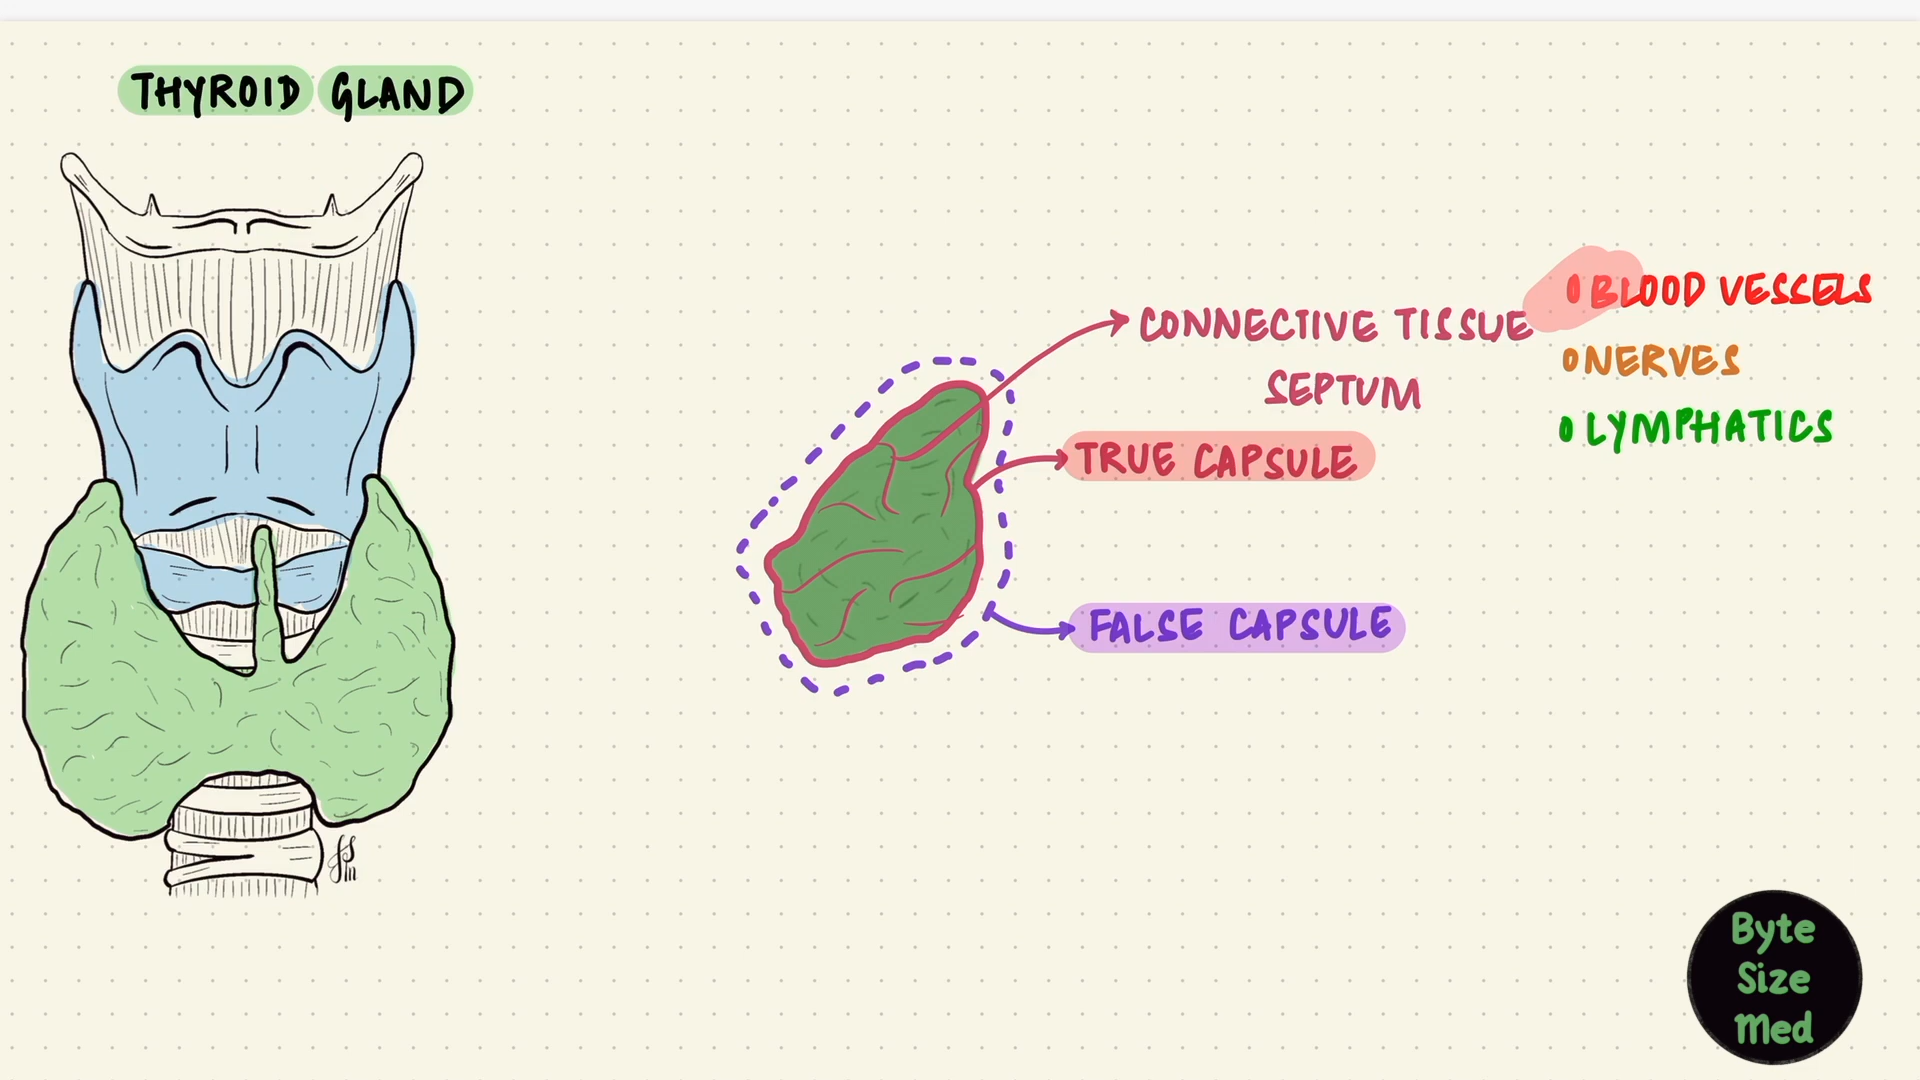 THYROID GLAND
CONNECTIVE TISSUE
SEPTUM
O BLOOD VESSELS
O NERVES
O LYMPHATICS
TRUE CAPSULE
FALSE CAPSULE
Byte
Size
Med